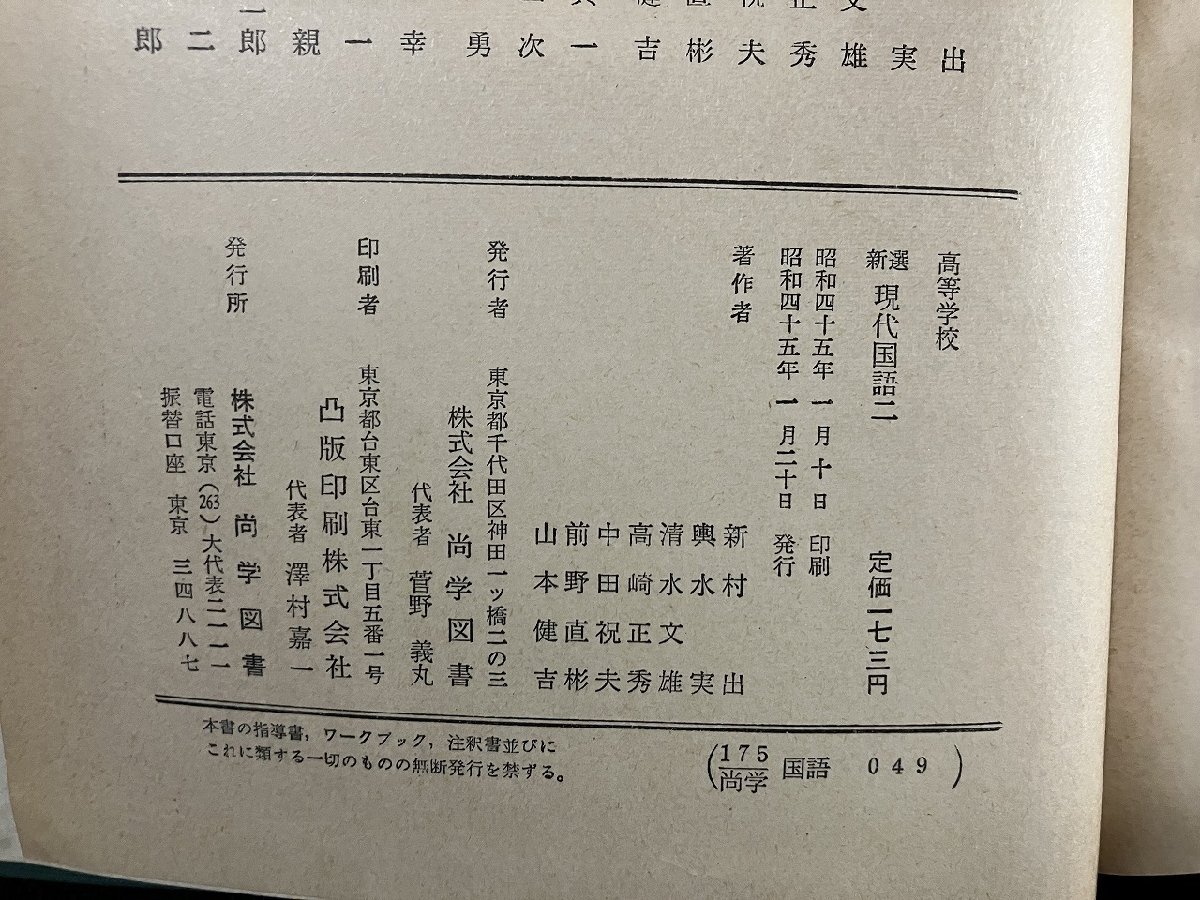 出
実
文雄
正秀
祝夫
直彬
健吉
一
次
勇
幸
一
親
一郎
二
郎
高等学校
新選 現代国語二 定価一七三円
昭和四十五年 一月 十日 印刷
昭和四十五年 一月二十日 発行
著作者
新村 出
興水 実
清水文雄
高崎正秀
中田祝夫
前野直彬
山本健吉
発行者 東京都千代田区神田一ッ橋二の三
株式会社 尚学図書
代表者 菅野義丸
印刷者 東京都台東区台東一丁目五番一号
凸版印刷株式会社
代表者 澤村嘉一
発行所 株式会社 尚学図書
電話東京(263)大代表二一一一
振替口座 東京 三四八八七
本書の指導書，ワークブック，注釈書並びに
これに類する一切のものの無断発行を禁ずる。
(175/尚学 国語 049)